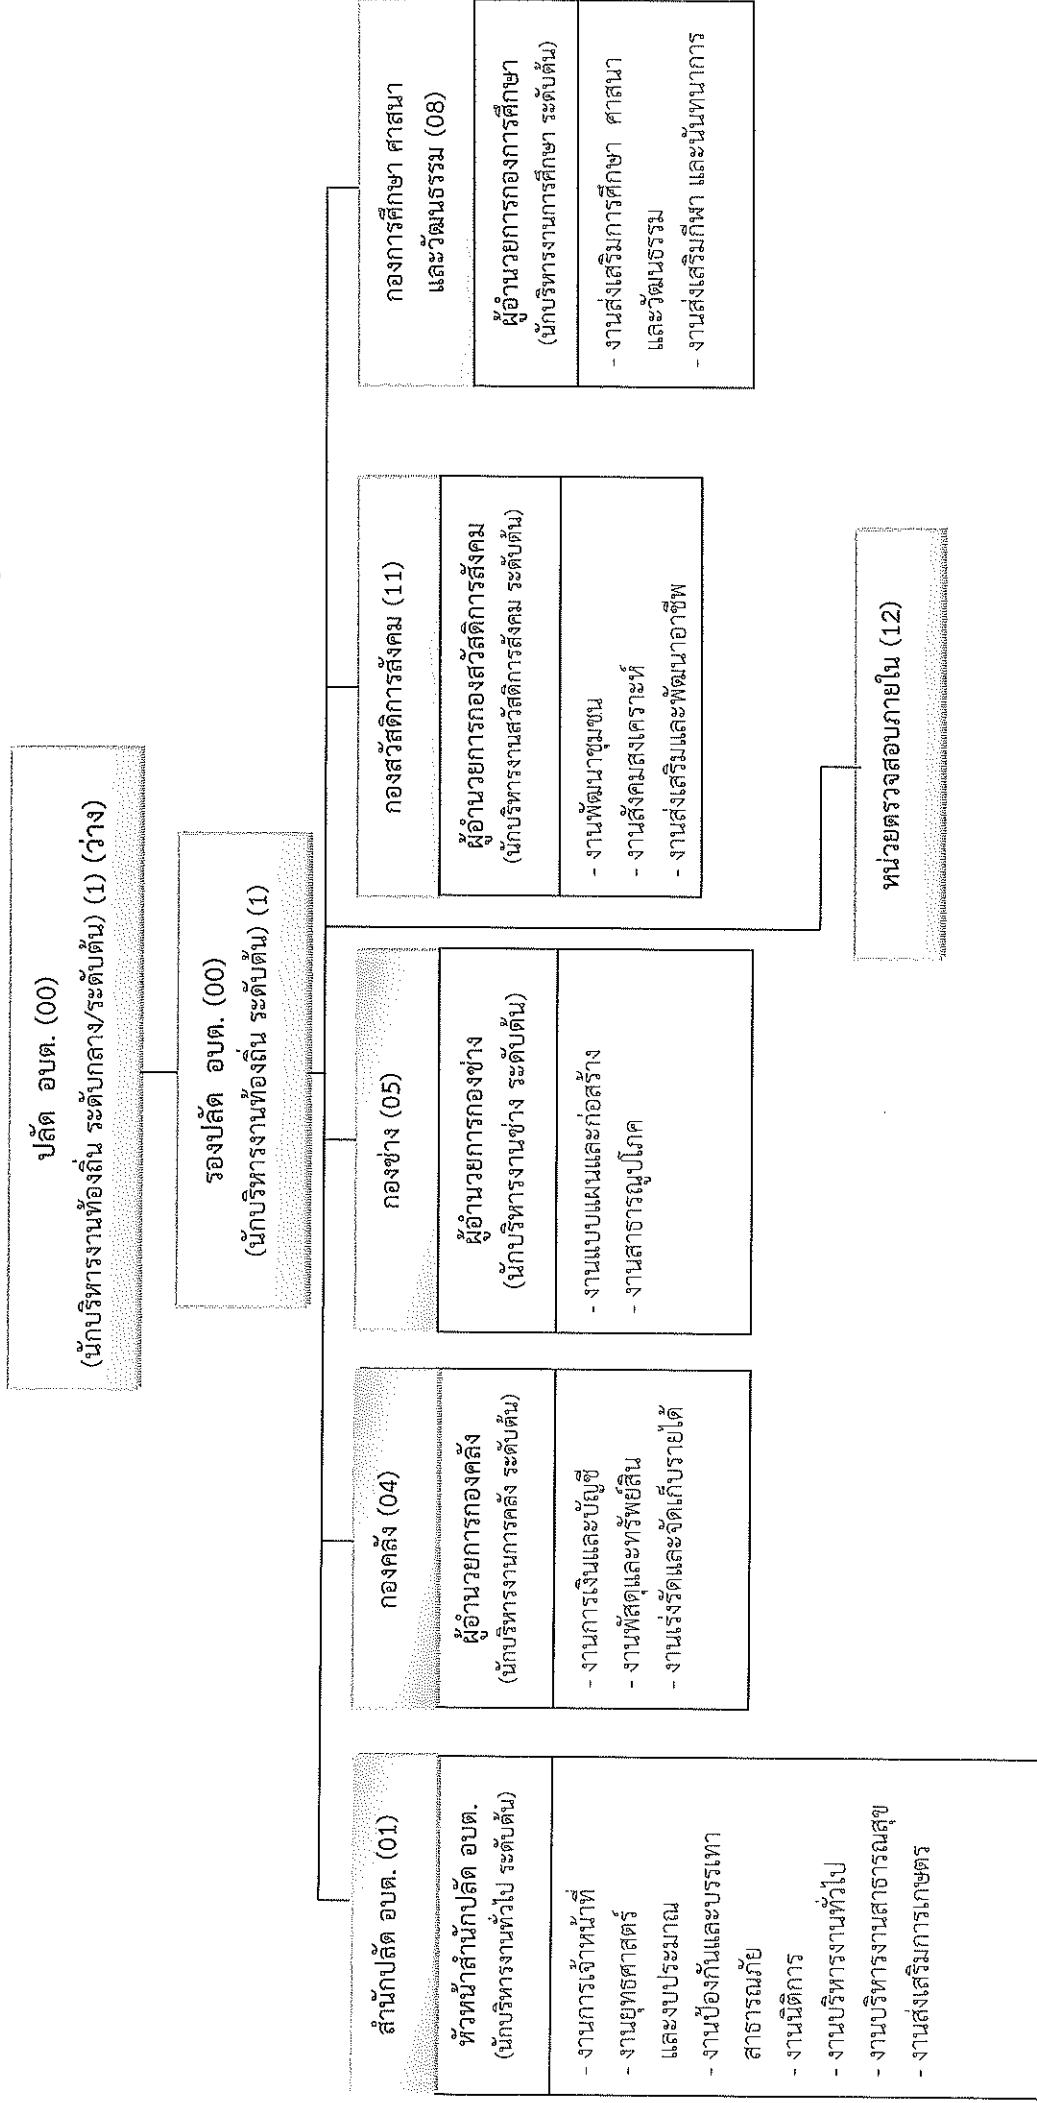 ปลัด อบต. (00)
(นักบริหารงานท้องถิ่น ระดับกลาง/ระดับต้น) (1) (ว่าง)
รองปลัด อบต. (00)
(นักบริหารงานท้องถิ่น ระดับต้น) (1)
สำนักปลัด อบต. (01)
หัวหน้าสำนักปลัด อบต.
(นักบริหารงานทั่วไป ระดับต้น)
- งานการเจ้าหน้าที่
- งานยุทธศาสตร์
และงบประมาณ
- งานป้องกันและบรรเทา
สาธารณภัย
- งานนิติการ
- งานบริหารงานทั่วไป
- งานบริหารงานสาธารณสุข
- งานส่งเสริมการเกษตร
กองคลัง (04)
ผู้อำนวยการกองคลัง
(นักบริหารงานการคลัง ระดับต้น)
- งานการเงินและบัญชี
- งานพัสดุและทรัพย์สิน
- งานเร่งรัดและจัดเก็บรายได้
กองช่าง (05)
ผู้อำนวยการกองช่าง
(นักบริหารงานช่าง ระดับต้น)
- งานแบบแผนและก่อสร้าง
- งานสาธารณูปโภค
กองสวัสดิการสังคม (11)
ผู้อำนวยการกองสวัสดิการสังคม
(นักบริหารงานสวัสดิการสังคม ระดับต้น)
- งานพัฒนาชุมชน
- งานสังคมสงเคราะห์
- งานส่งเสริมและพัฒนาอาชีพ
กองการศึกษา ศาสนา
และวัฒนธรรม (08)
ผู้อำนวยการกองการศึกษา
(นักบริหารงานการศึกษา ระดับต้น)
- งานส่งเสริมการศึกษา ศาสนา
และวัฒนธรรม
- งานส่งเสริมกีฬา และนันทนาการ
หน่วยตรวจสอบภายใน (12)